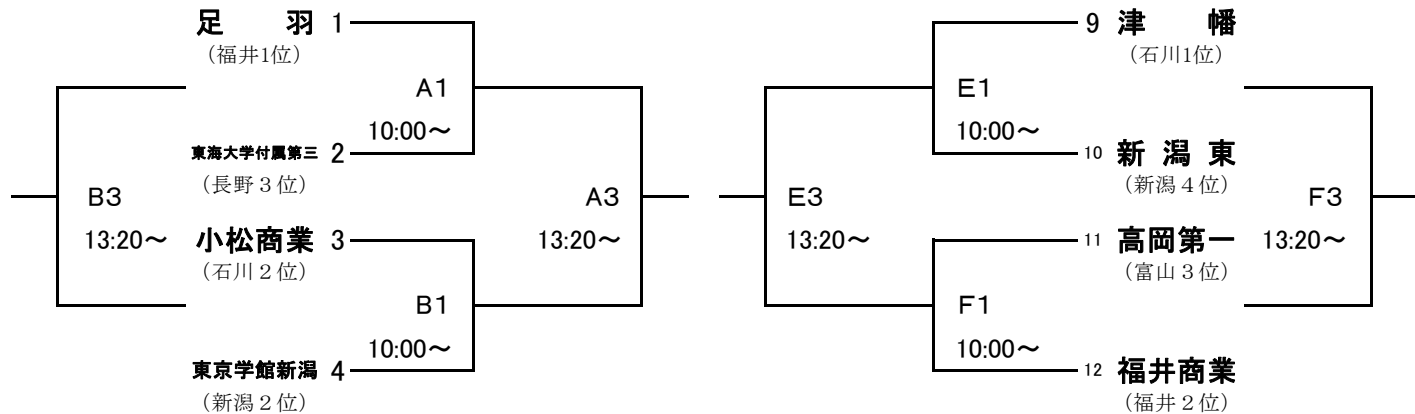 足 羽 1
（福井1位）
A1
10:00～
東海大学付属第三 2
（長野３位）
B3
13:20～
A3
13:20～
小松商業 3
（石川２位）
B1
10:00～
東京学館新潟 4
（新潟２位）
9 津 幡
（石川1位）
E1
10:00～
10 新 潟 東
（新潟４位）
E3
13:20～
F3
13:20～
11 高岡第一
（富山３位）
F1
10:00～
12 福井商業
（福井２位）